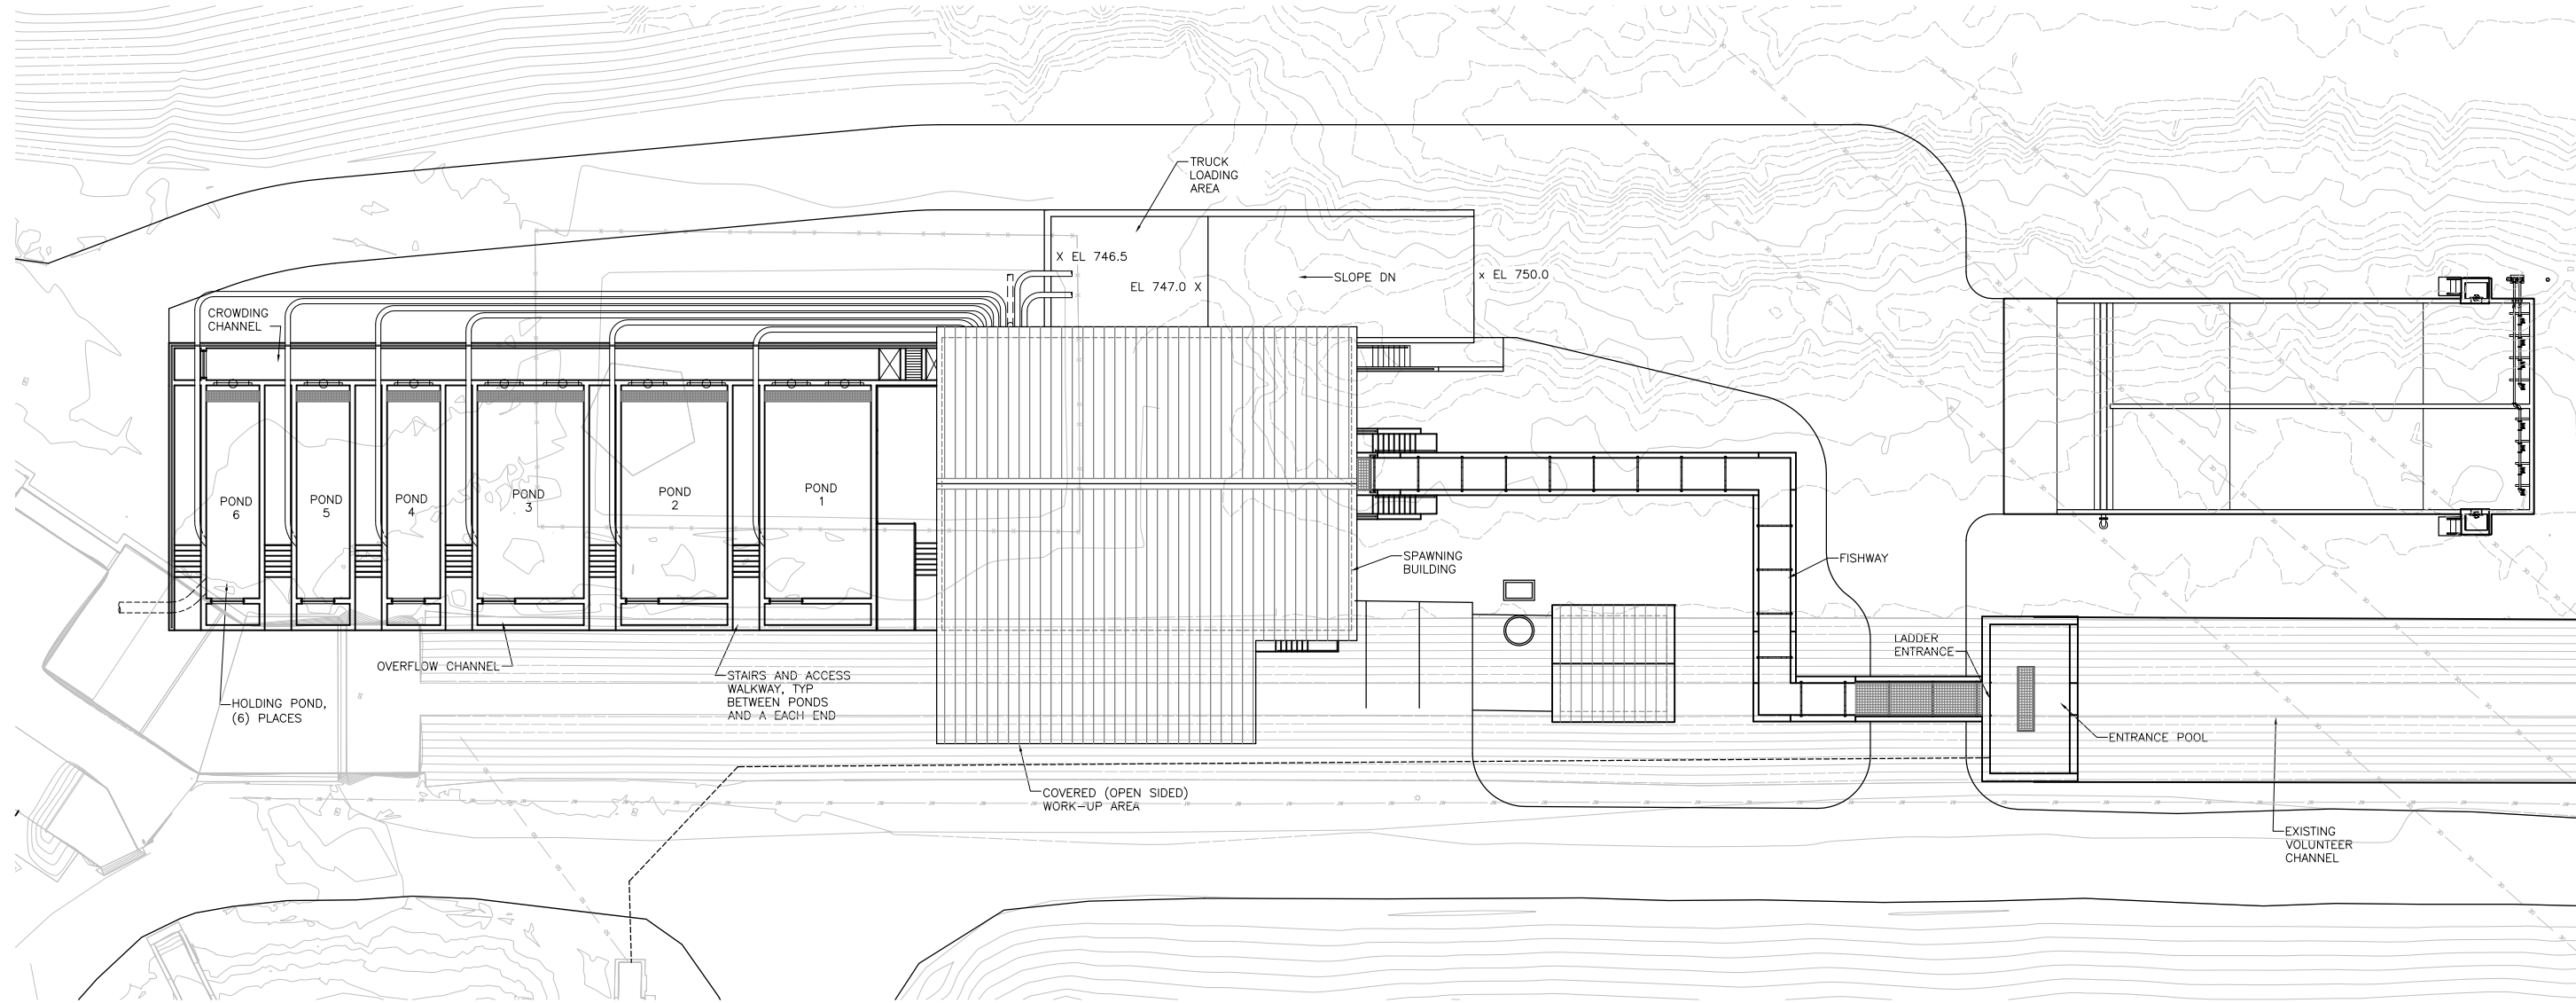 TRUCK
LOADING
AREA
X EL 746.5
EL 747.0 X
SLOPE DN
x EL 750.0
CROWDING
CHANNEL
POND
6
POND
5
POND
4
POND
3
POND
2
POND
1
SPAWNING
BUILDING
FISHWAY
LADDER
ENTRANCE
OVERFLOW CHANNEL
STAIRS AND ACCESS
WALKWAY, TYP
BETWEEN PONDS
AND A EACH END
HOLDING POND,
(6) PLACES
ENTRANCE POOL
COVERED (OPEN SIDED)
WORK-UP AREA
EXISTING
VOLUNTEER
CHANNEL